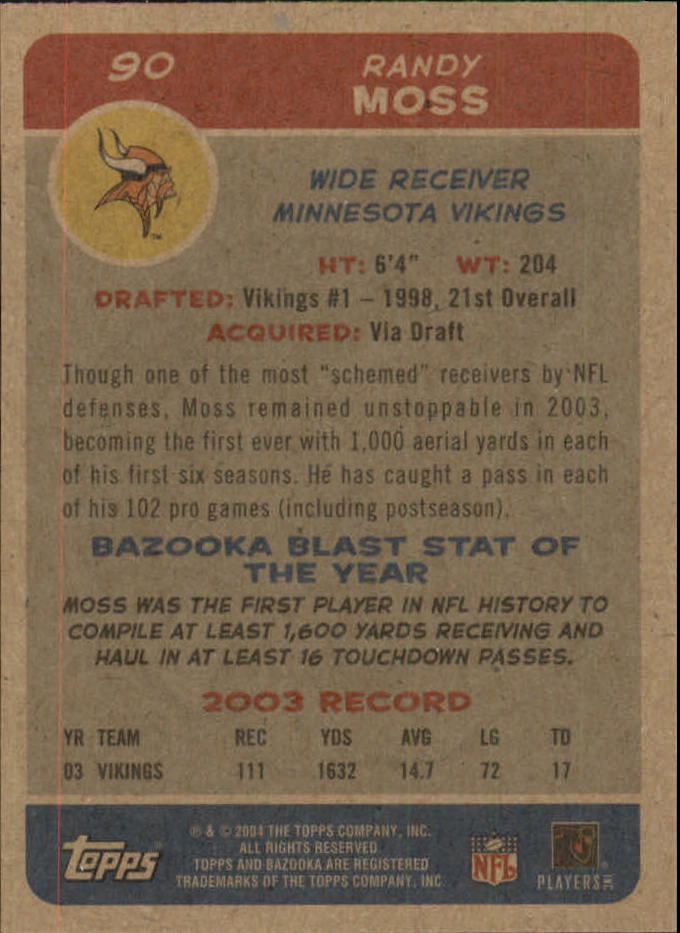 90
RANDY
MOSS
WIDE RECEIVER
MINNESOTA VIKINGS
HT: 6'4" WT: 204
DRAFTED: Vikings #1 – 1998, 21st Overall
ACQUIRED: Via Draft
Though one of the most "schemed" receivers by NFL
defenses, Moss remained unstoppable in 2003,
becoming the first ever with 1,000 aerial yards in each
of his first six seasons. He has caught a pass in each
of his 102 pro games (including postseason).
BAZOOKA BLAST STAT OF
THE YEAR
MOSS WAS THE FIRST PLAYER IN NFL HISTORY TO
COMPILE AT LEAST 1,600 YARDS RECEIVING AND
HAUL IN AT LEAST 16 TOUCHDOWN PASSES.
2003 RECORD
YR TEAM REC YDS AVG LG TD
03 VIKINGS 111 1632 14.7 72 17
Topps
℗ & © 2004 THE TOPPS COMPANY, INC.
ALL RIGHTS RESERVED
TOPPS AND BAZOOKA ARE REGISTERED
TRADEMARKS OF THE TOPPS COMPANY, INC.
NFL
PLAYERS INC